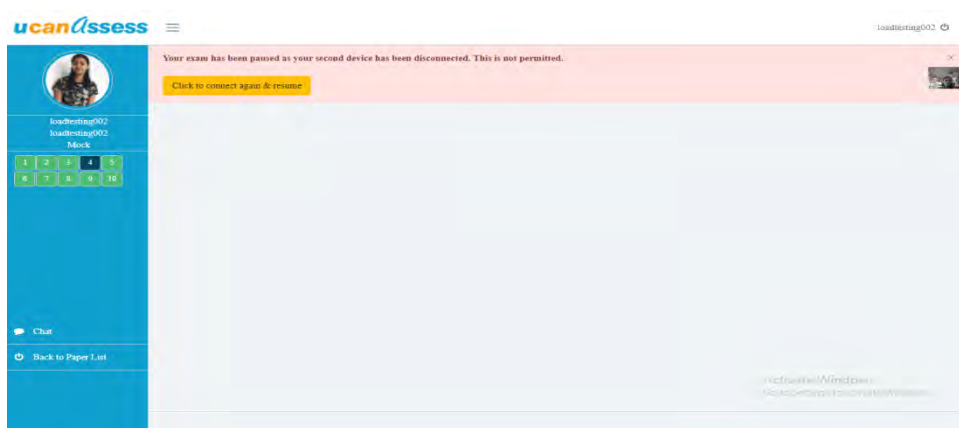 ucanassess
loadtesting002
Your exam has been paused as your second device has been disconnected. This is not permitted.
×
Click to connect again & resume
loadtesting002
loadtesting002
Mock
1 2 3 4 5
6 7 8 9 10
Chat
Back to Paper List
Activate Windows